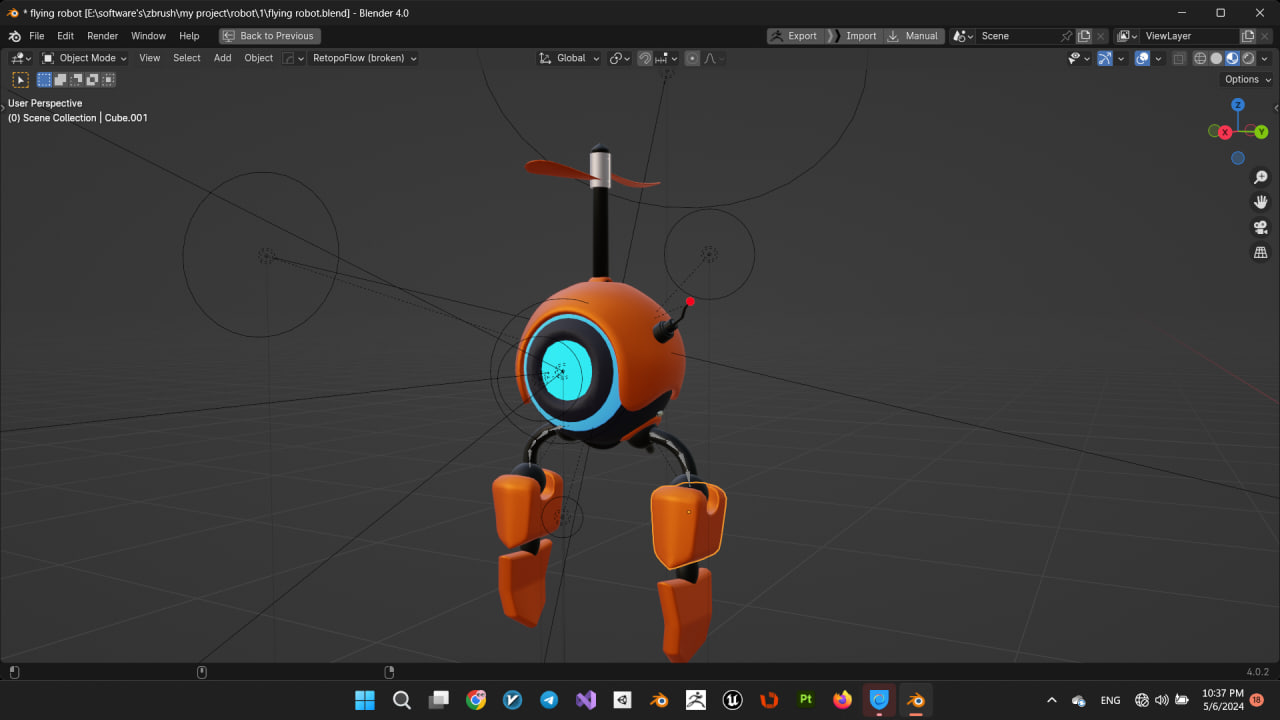 * flying robot [E:\software's\zbrush\my project\robot\1\flying robot.blend] - Blender 4.0
File Edit Render Window Help Back to Previous Export Import Manual Scene ViewLayer
Object Mode View Select Add Object RetopoFlow (broken) Global
Options
User Perspective
(0) Scene Collection | Cube.001
Z
X
Y
4.0.2
Pt
ENG
10:37 PM
5/6/2024
18